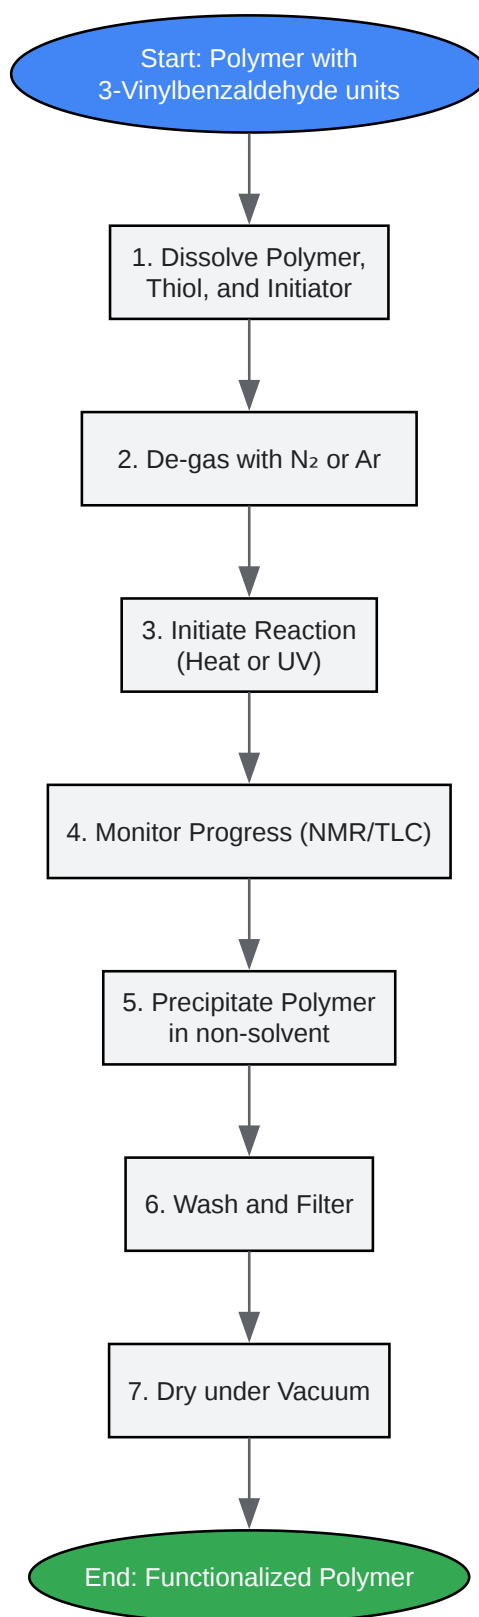 Start: Polymer with
3-Vinylbenzaldehyde units
1. Dissolve Polymer,
Thiol, and Initiator
2. De-gas with N₂ or Ar
3. Initiate Reaction
(Heat or UV)
4. Monitor Progress (NMR/TLC)
5. Precipitate Polymer
in non-solvent
6. Wash and Filter
7. Dry under Vacuum
End: Functionalized Polymer